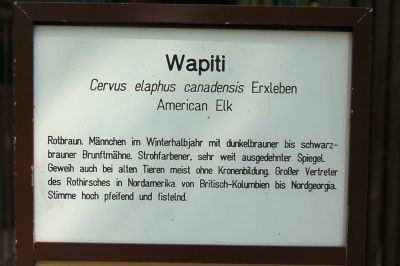 Wapiti
Cervus elaphus canadensis Erxleben
American Elk
Rotbraun. Männchen im Winterhalbjahr mit dunkelbrauner bis schwarz-
brauner Brunftmähne. Strohfarbener, sehr weit ausgedehnter Spiegel.
Geweih auch bei alten Tieren meist ohne Kronenbildung. Großer Vertreter
des Rothirsches in Nordamerika von Britisch-Kolumbien bis Nordgeorgia.
Stimme hoch pfeifend und fistelnd.